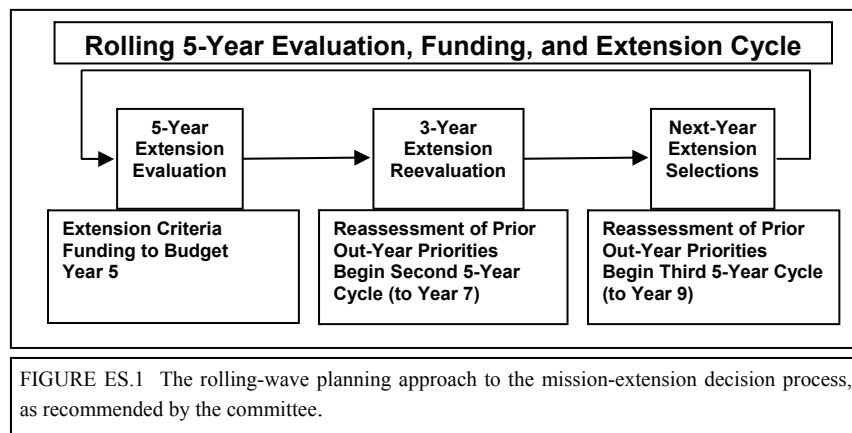 Rolling 5-Year Evaluation, Funding, and Extension Cycle
5-Year
Extension
Evaluation
3-Year
Extension
Reevaluation
Next-Year
Extension
Selections
Extension Criteria
Funding to Budget
Year 5
Reassessment of Prior
Out-Year Priorities
Begin Second 5-Year
Cycle (to Year 7)
Reassessment of Prior
Out-Year Priorities
Begin Third 5-Year Cycle
(to Year 9)
FIGURE ES.1 The rolling-wave planning approach to the mission-extension decision process,
as recommended by the committee.